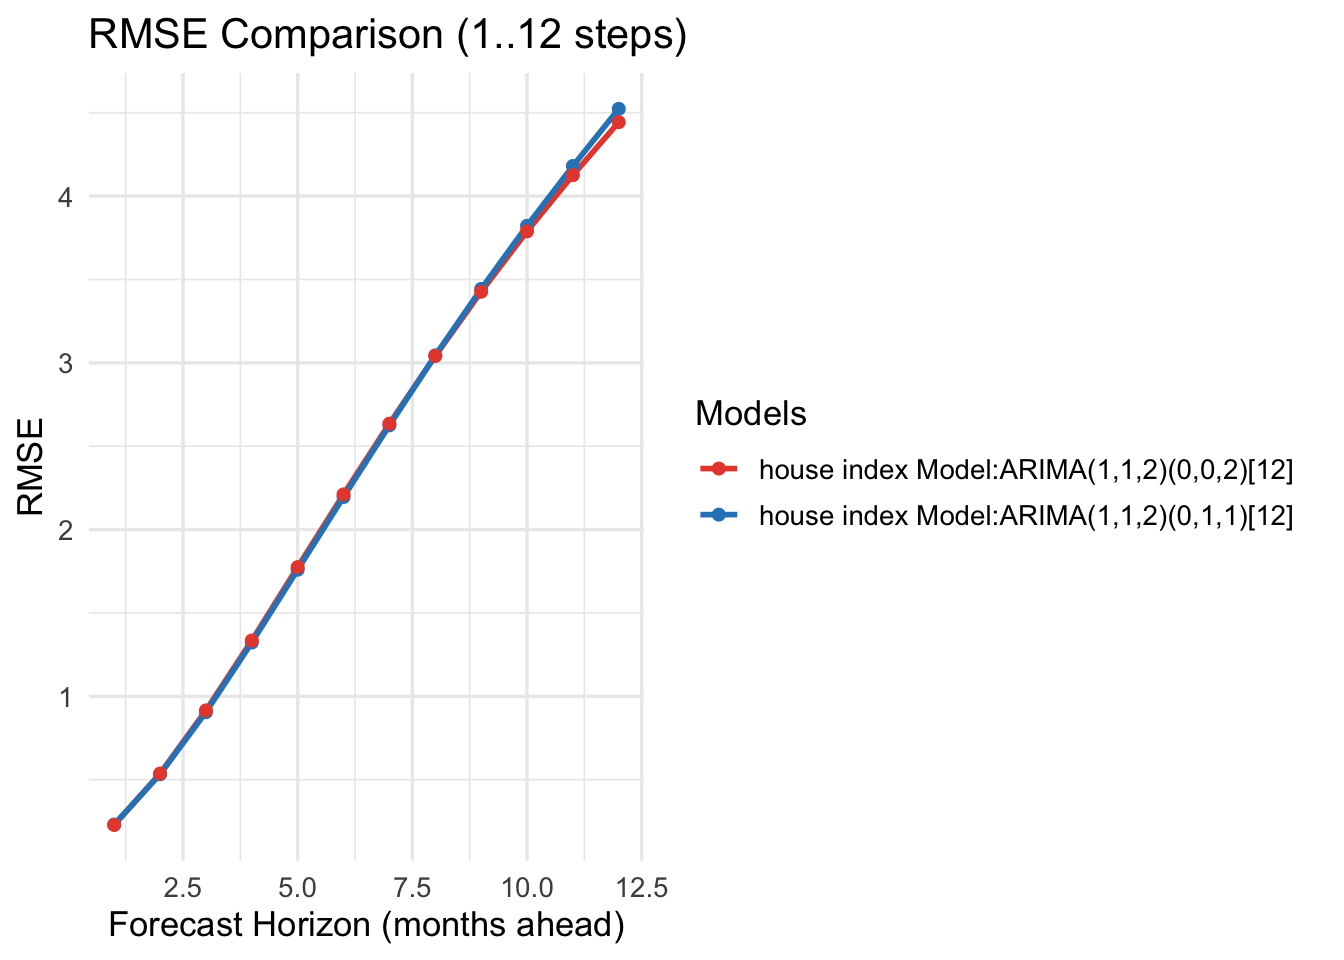 RMSE Comparison (1..12 steps)
RMSE
4
3
2
1
2.5 5.0 7.5 10.0 12.5
Forecast Horizon (months ahead)
Models
house index Model:ARIMA(1,1,2)(0,0,2)[12]
house index Model:ARIMA(1,1,2)(0,1,1)[12]